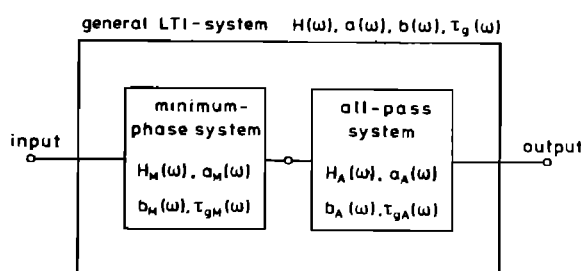 general LTI-system H(ω), a(ω), b(ω), τg(ω)
minimum-
phase system
HM(ω), aM(ω)
bM(ω), τgM(ω)
all-pass
system
HA(ω), aA(ω)
bA(ω), τgA(ω)
input
output